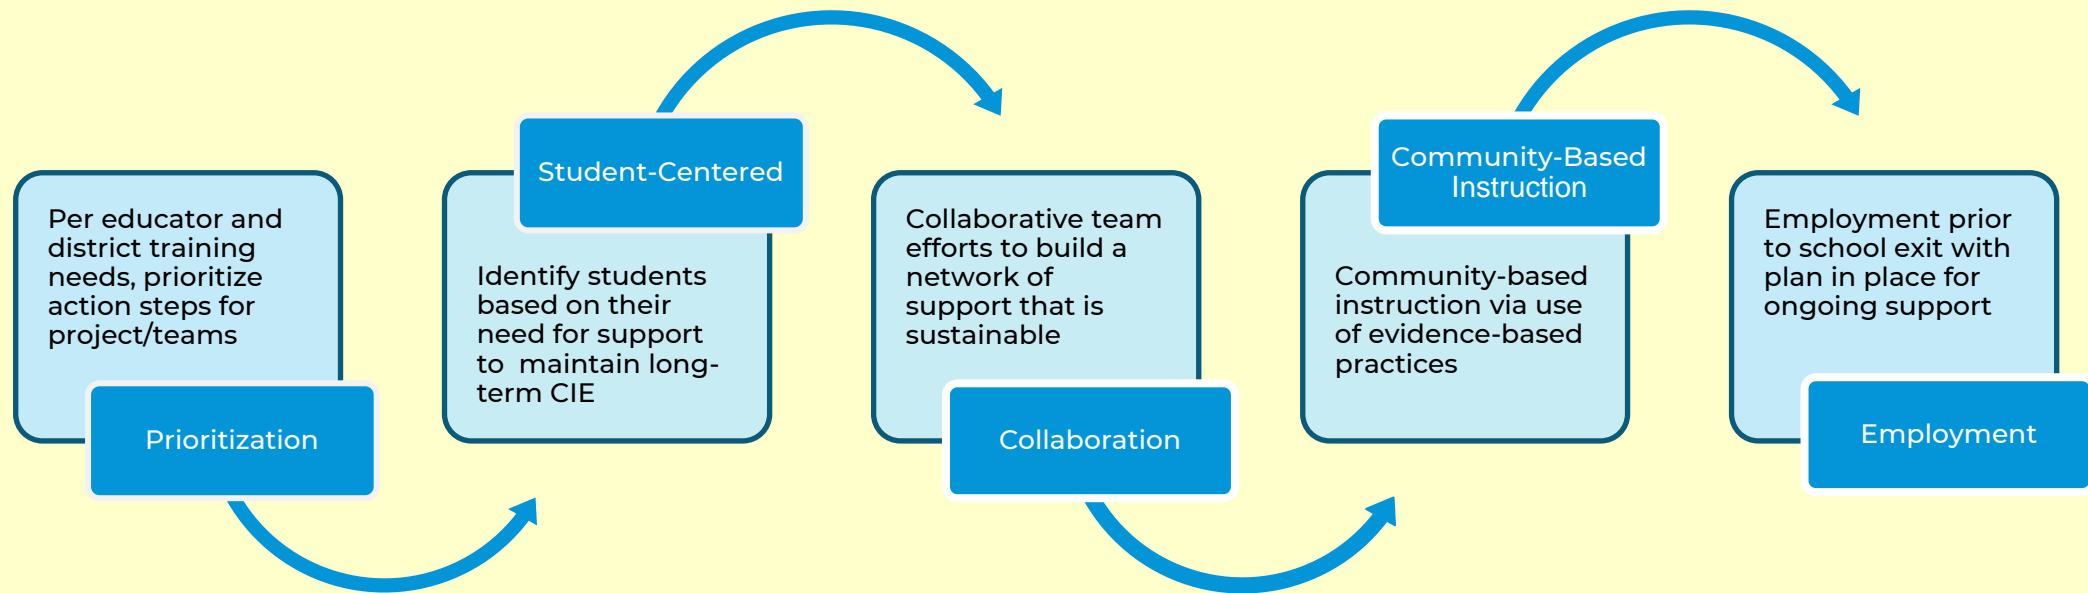 Per educator and
district training
needs, prioritize
action steps for
project/teams
Prioritization
Student-Centered
Identify students
based on their
need for support
to  maintain long-
term CIE
Collaborative team
efforts to build a
network of
support that is
sustainable
Collaboration
Community-Based
Instruction
Community-based
instruction via use
of evidence-based
practices
Employment prior
to school exit with
plan in place for
ongoing support
Employment